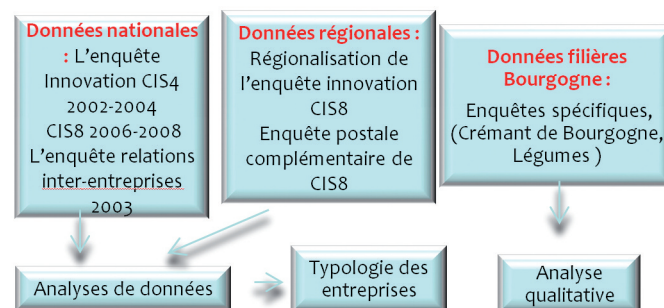 Données nationales
: L'enquête
Innovation CIS4
2002-2004
CIS8 2006-2008
L'enquête relations
inter-entreprises
2003
Données régionales :
Régionalisation de
l'enquête innovation
CIS8
Enquête postale
complémentaire de
CIS8
Données filières
Bourgogne :
Enquêtes spécifiques,
(Crémant de Bourgogne,
Légumes )
Analyses de données
Typologie des
entreprises
Analyse
qualitative